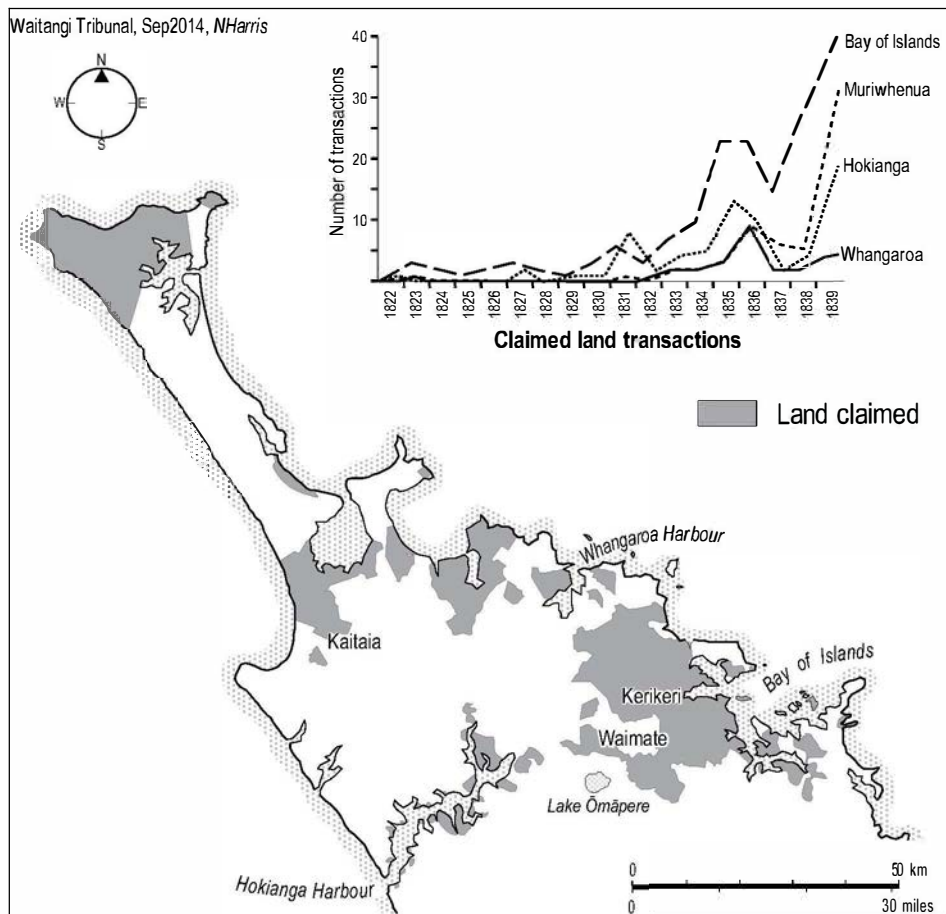 Waitangi Tribunal, Sep2014, NHarris
N
W
E
S
Number of transactions
40
30
20
10
1822
1823
1824
1825
1826
1827
1828
1829
1830
1831
1832
1833
1834
1835
1836
1837
1838
1839
Claimed land transactions
Bay of Islands
Muriwhenua
Hokianga
Whangaroa
Land claimed
Whangaroa Harbour
Kaitaia
Bay of Islands
Kerikeri
Waimate
Lake Ōmāpere
Hokianga Harbour
0
50 km
0
30 miles